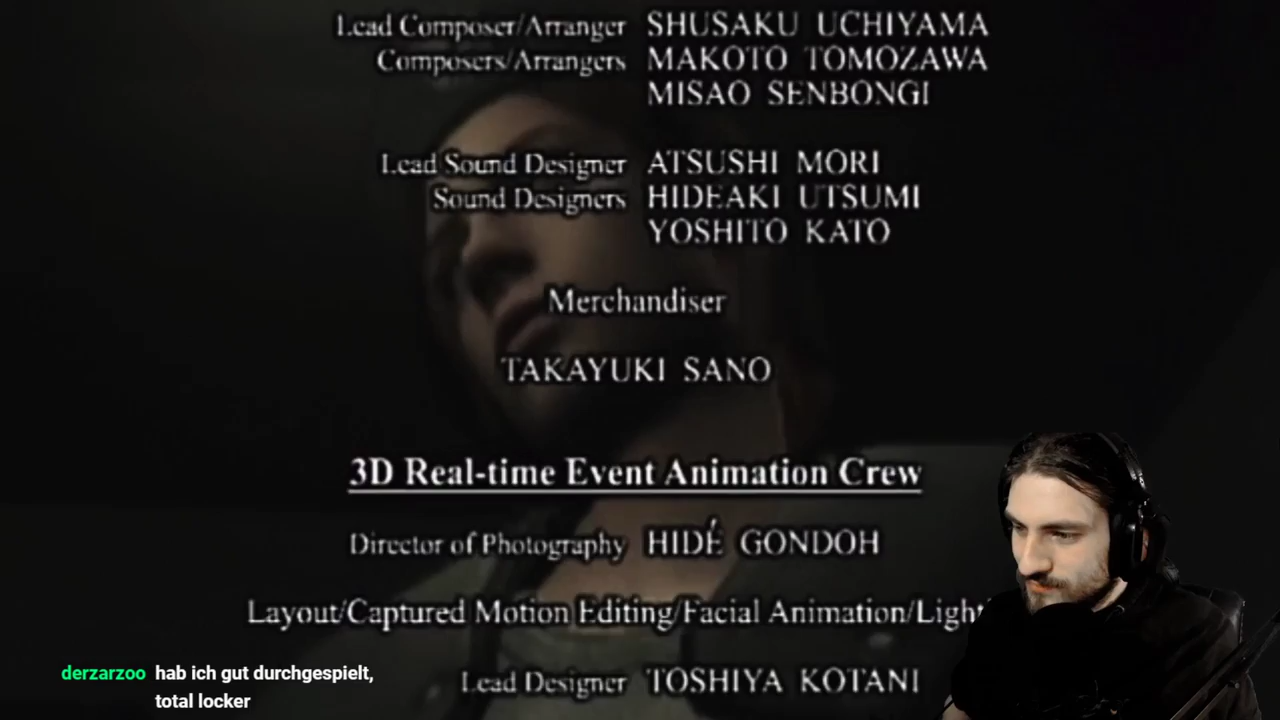 Lead Composer/Arranger SHUSAKU UCHIYAMA
Composers/Arrangers MAKOTO TOMOZAWA
MISAO SENBONGI
Lead Sound Designer ATSUSHI MORI
Sound Designers HIDEAKI UTSUMI
YOSHITO KATO
Merchandiser
TAKAYUKI SANO
3D Real-time Event Animation Crew
Director of Photography HIDÉ GONDOH
Layout/Captured Motion Editing/Facial Animation/
Lead Designer TOSHIYA KOTANI
derzarzoo hab ich gut durchgespielt,
total locker